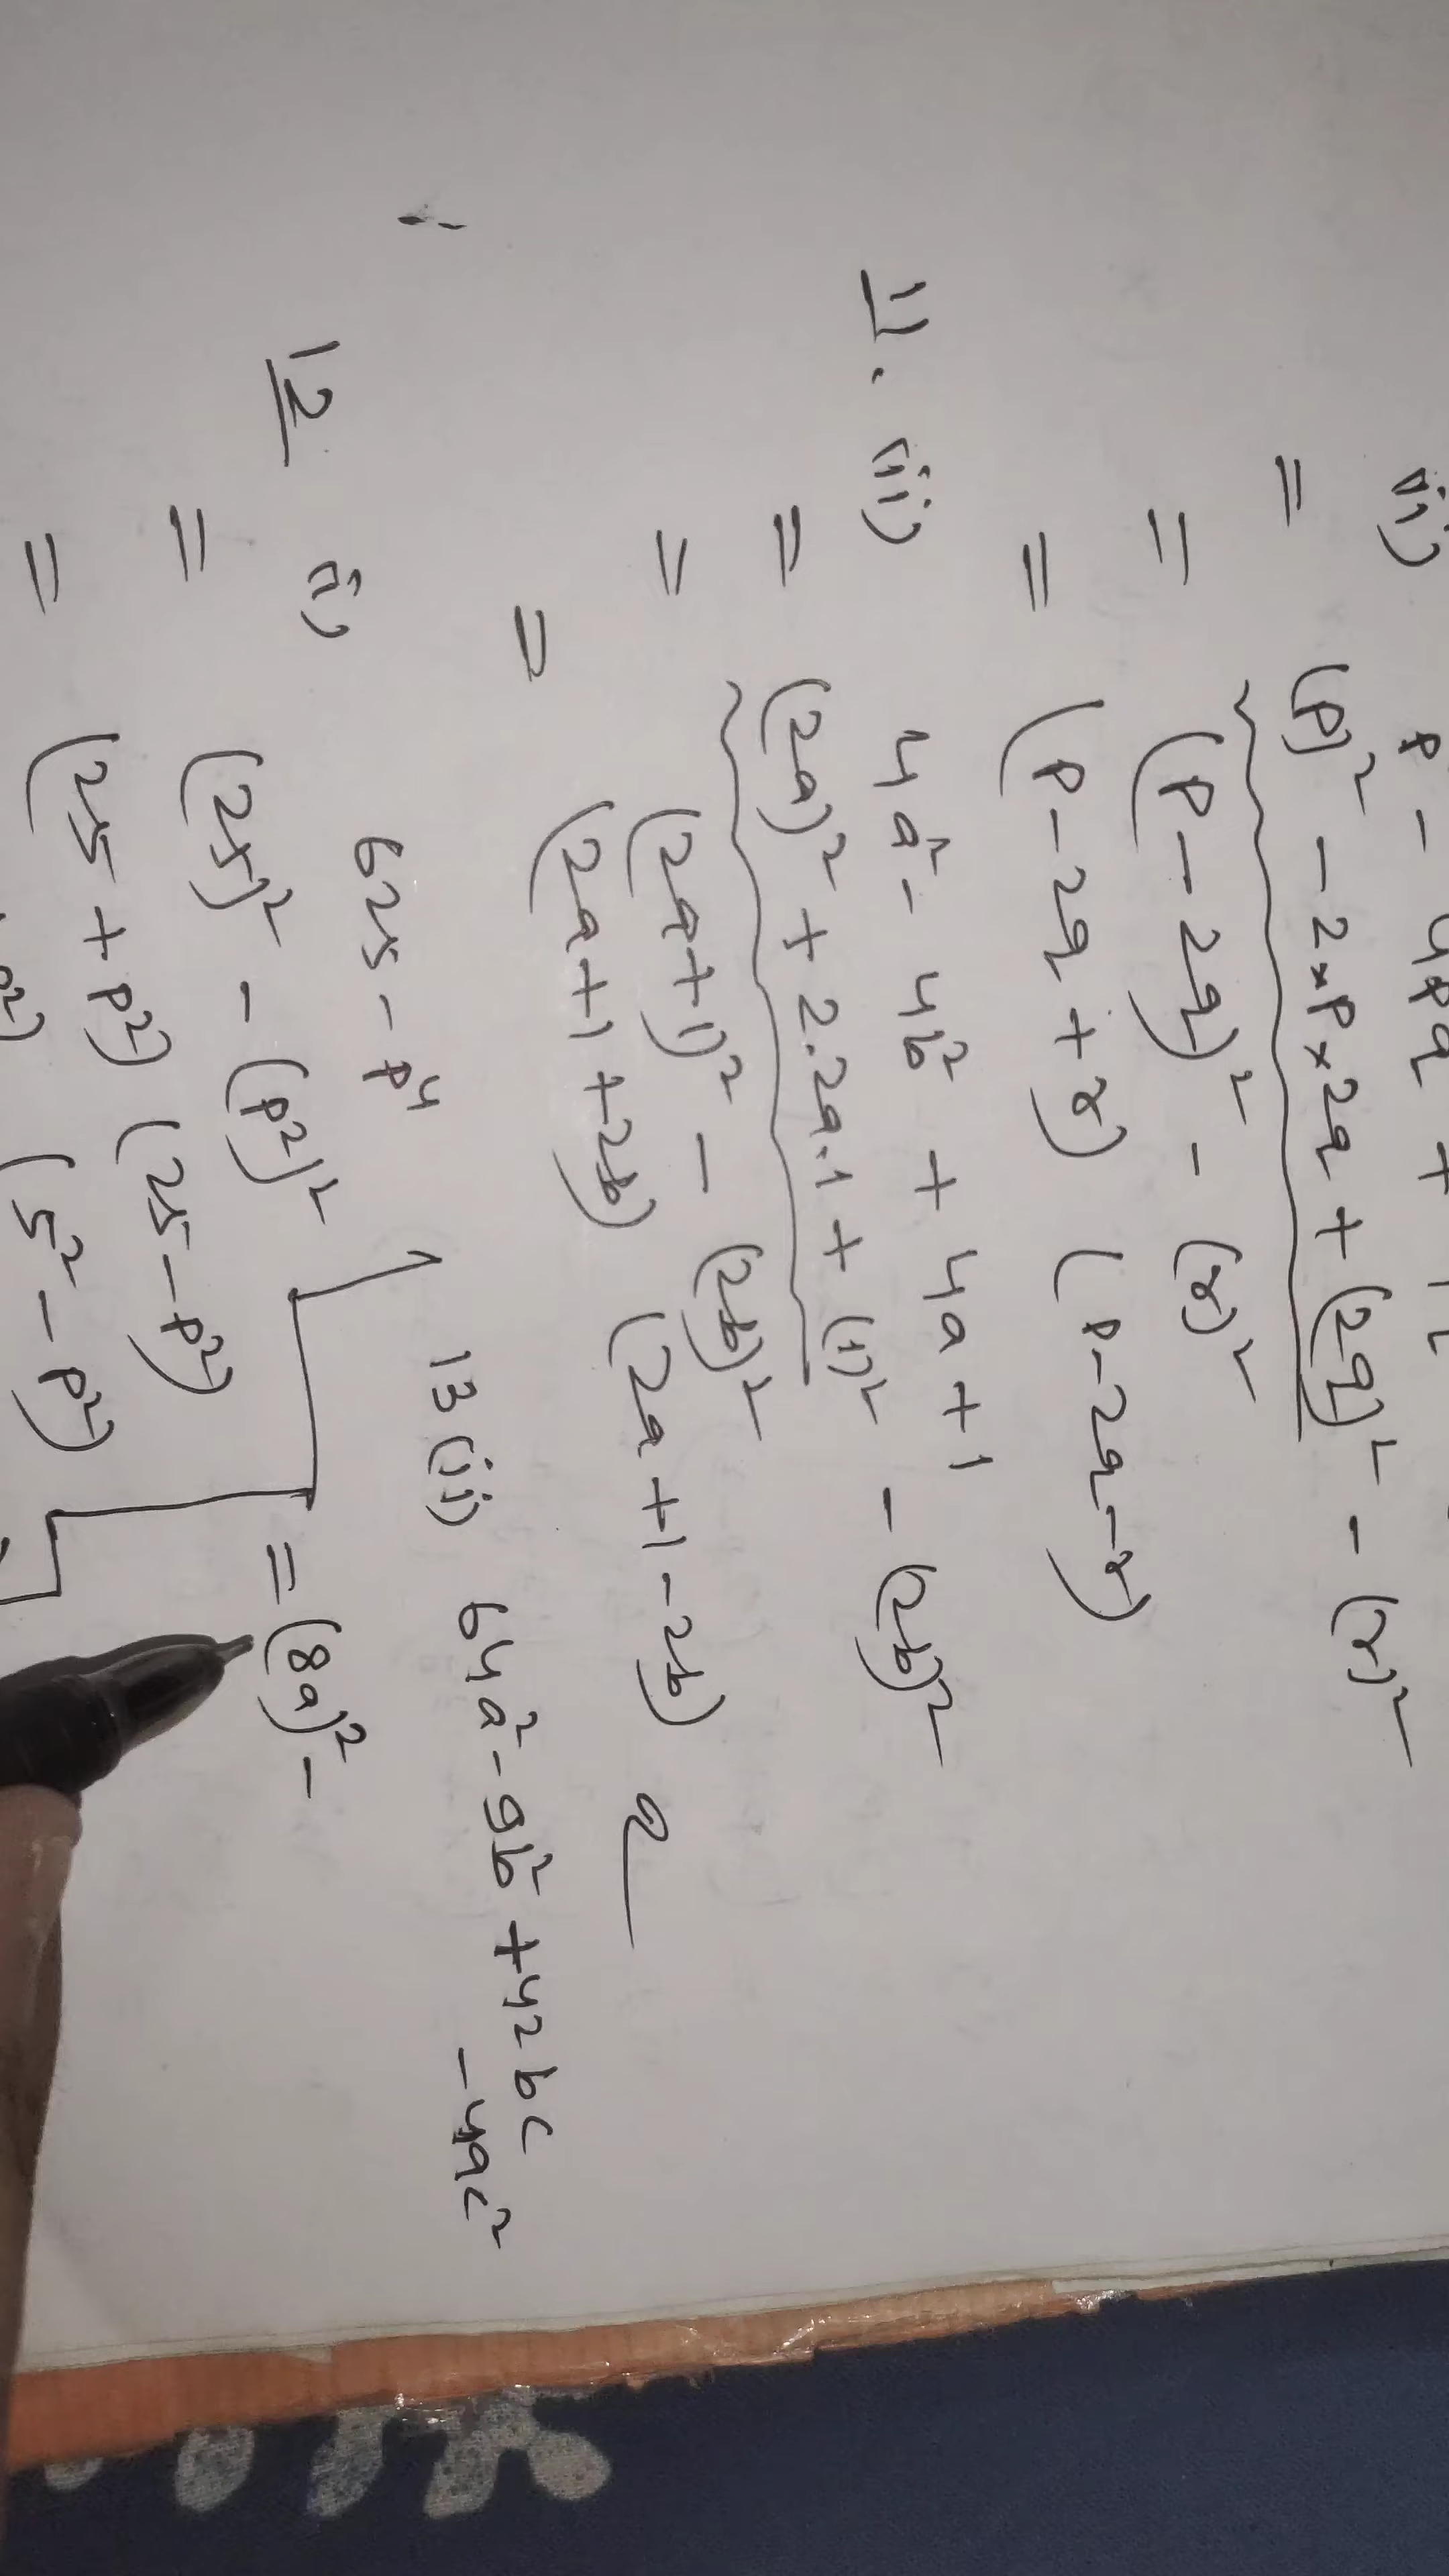 ii) p² - 4pq +
= (p)² - 2×p×2q + (2q)² - (r)²
= (p - 2q)² - (r)²
= (p - 2q + r) (p - 2q - r)
11. (ii) 4a² - 4b² + 4a + 1
= (2a)² + 2.2a.1 + (1)² - (2b)²
= (2a+1)² - (2b)²
= (2a+1+2b) (2a+1-2b)
12 ii) 625 - p⁴
= (25)² - (p²)²
= (25 + p²) (25 - p²)
(5² - p²)
13 (ii) 64a² - 9b² + 42bc
- 49c²
= (8a)² -